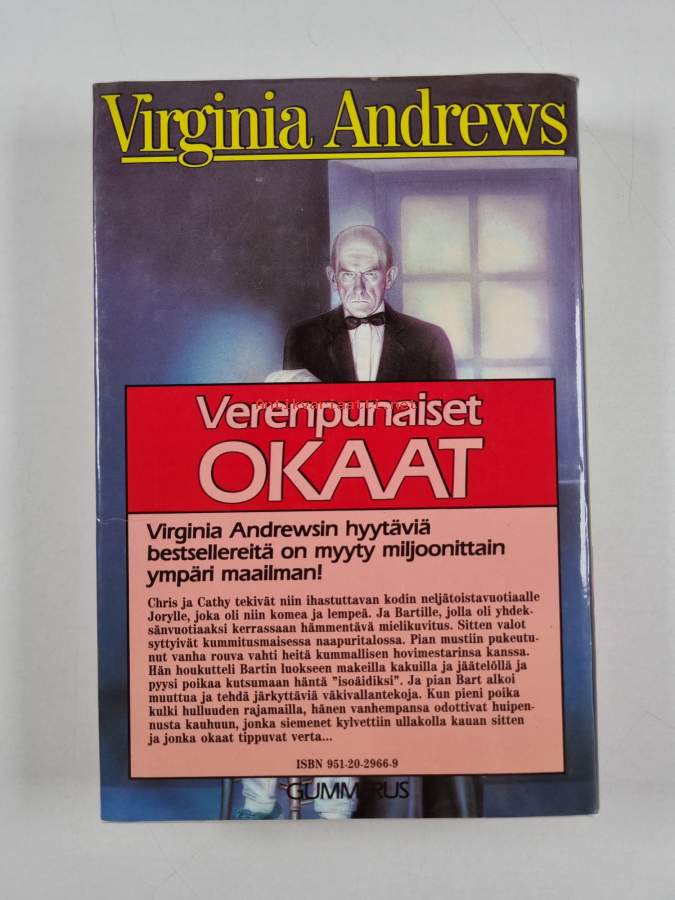 Virginia Andrews
Antikvariaatti.net
Verenpunaiset
OKAAT
Virginia Andrewsin hyytäviä
bestsellereitä on myyty miljoonittain
ympäri maailman!
Chris ja Cathy tekivät niin ihastuttavan kodin neljätoistavuotiaalle
Jorylle, joka oli niin komea ja lempeä. Ja Bartille, jolla oli yhdek-
sänvuotiaaksi kerrassaan hämmentävä mielikuvitus. Sitten valot
syttyivät kummitusmaisessa naapuritalossa. Pian mustiin pukeutu-
nut vanha rouva vahti heitä kummallisen hovimestarinsa kanssa.
Hän houkutteli Bartin luokseen makeilla kakuilla ja jäätelöllä ja
pyysi poikaa kutsumaan häntä "isoäidiksi". Ja pian Bart alkoi
muuttua ja tehdä järkyttäviä väkivallantekoja. Kun pieni poika
kulki hulluuden rajamailla, hänen vanhempansa odottivat huipen-
nusta kauhuun, jonka siemenet kylvettiin ullakolla kauan sitten
ja jonka okaat tippuvat verta...
ISBN 951-20-2966-9
GUMMERUS